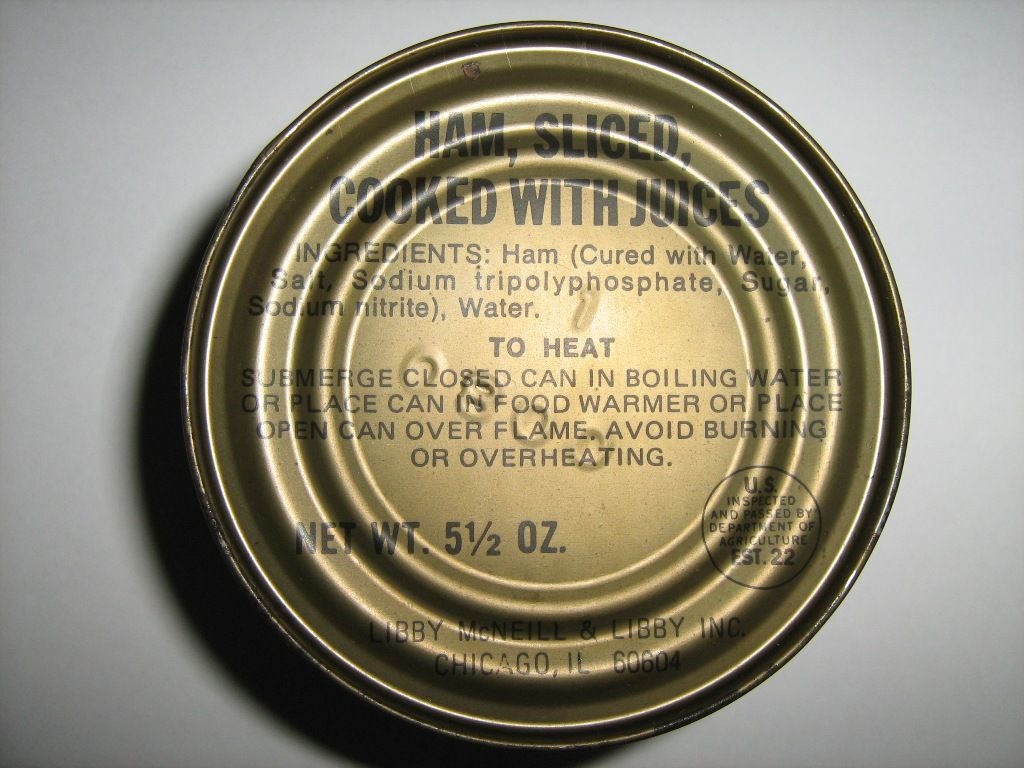 HAM, SLICED,
COOKED WITH JUICES
INGREDIENTS: Ham (Cured with Water,
Salt, Sodium tripolyphosphate, Sugar,
Sodium nitrite), Water.
TO HEAT
SUBMERGE CLOSED CAN IN BOILING WATER
OR PLACE CAN IN FOOD WARMER OR PLACE
OPEN CAN OVER FLAME. AVOID BURNING
OR OVERHEATING.
NET WT. 5½ OZ.
U.S.
INSPECTED
AND PASSED BY
DEPARTMENT OF
AGRICULTURE
EST. 22
LIBBY McNEILL & LIBBY INC.
CHICAGO, IL 60604